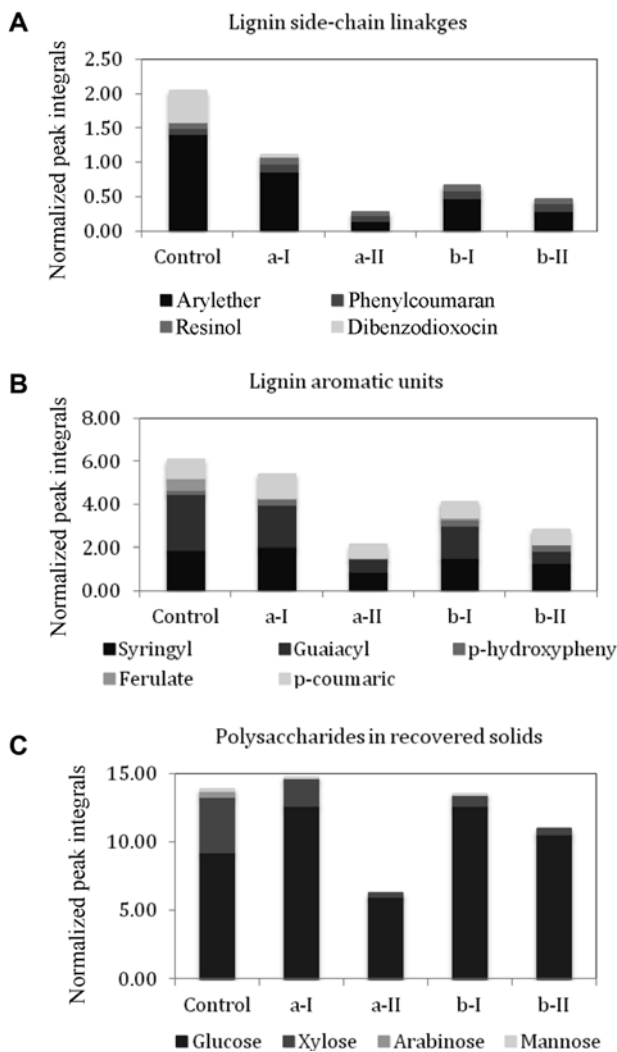 A
Lignin side-chain linakges
Normalized peak integrals
2.50
2.00
1.50
1.00
0.50
0.00
Control a-I a-II b-I b-II
Arylether Phenylcoumaran
Resinol Dibenzodioxocin
B
Lignin aromatic units
Normalized peak integrals
8.00
6.00
4.00
2.00
0.00
Control a-I a-II b-I b-II
Syringyl Guaiacyl p-hydroxypheny
Ferulate p-coumaric
C
Polysaccharides in recovered solids
Normalized peak integrals
15.00
10.00
5.00
0.00
Control a-I a-II b-I b-II
Glucose Xylose Arabinose Mannose